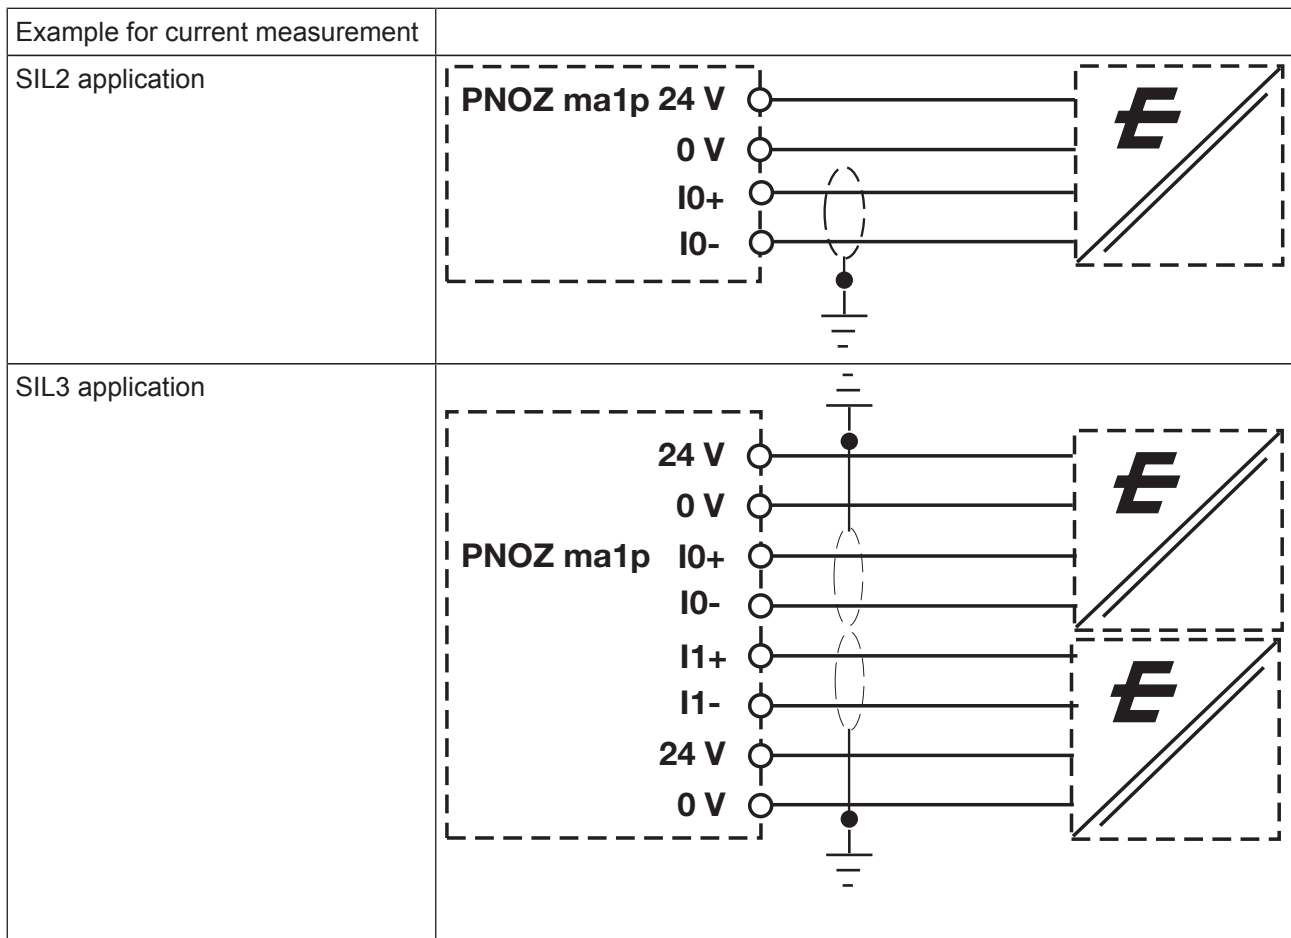 Example for current measurement
SIL2 application
PNOZ ma1p 24 V
0 V
I0+
I0-
E
SIL3 application
24 V
0 V
PNOZ ma1p I0+
I0-
I1+
I1-
24 V
0 V
E
E